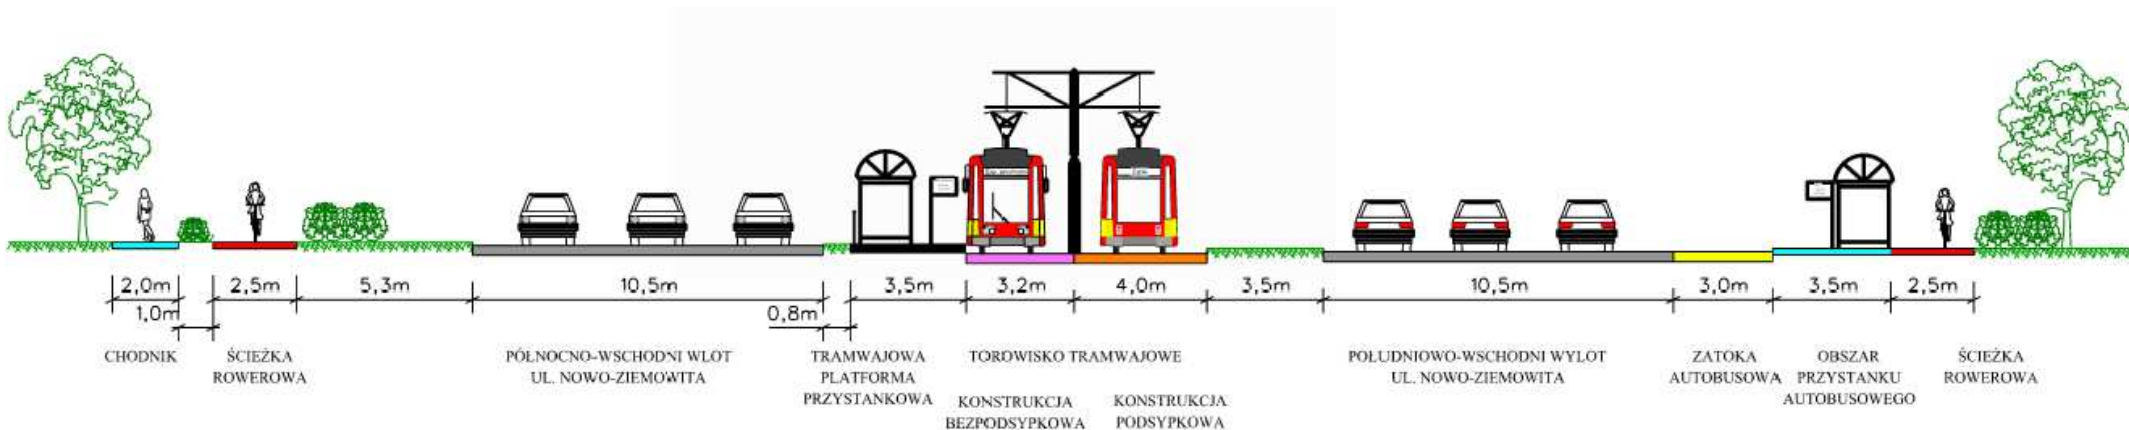 2,0m
2,5m
5,3m
10,5m
3,5m
3,2m
4,0m
3,5m
10,5m
3,0m
3,5m
2,5m
1,0m
0,8m
CHODNIK
ŚCIEŻKA
ROWEROWA
PÓŁNOCNO-WSCHODNI WLOT
UL. NOWO-ZIEMOWITA
TRAMWAJOWA
PLATFORMA
PRZYSTANKOWA
TOROWISKO TRAMWAJOWE
KONSTRUKCJA
BEZPODSYPKOWA
KONSTRUKCJA
PODSYPKOWA
POŁUDNIOWO-WSCHODNI WYLOT
UL. NOWO-ZIEMOWITA
ZATOKA
AUTOBUSOWA
OBSZAR
PRZYSTANKU
AUTOBUSOWEGO
ŚCIEŻKA
ROWEROWA